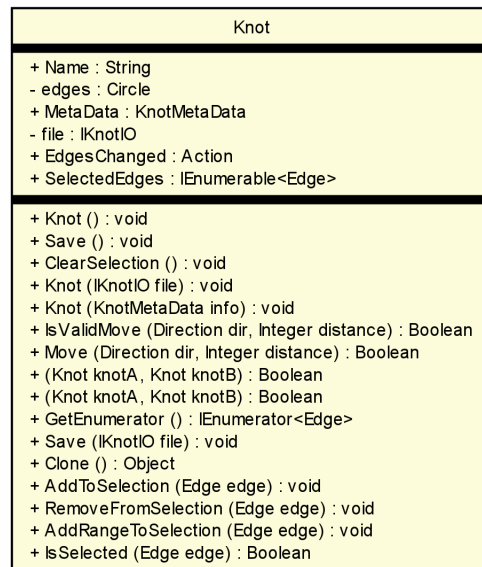 Knot
+ Name : String
- edges : Circle
+ MetaData : KnotMetaData
- file : IKnotIO
+ EdgesChanged : Action
+ SelectedEdges : IEnumerable<Edge>
+ Knot () : void
+ Save () : void
+ ClearSelection () : void
+ Knot (IKnotIO file) : void
+ Knot (KnotMetaData info) : void
+ IsValidMove (Direction dir, Integer distance) : Boolean
+ Move (Direction dir, Integer distance) : Boolean
+ (Knot knotA, Knot knotB) : Boolean
+ (Knot knotA, Knot knotB) : Boolean
+ GetEnumerator () : IEnumerator<Edge>
+ Save (IKnotIO file) : void
+ Clone () : Object
+ AddToSelection (Edge edge) : void
+ RemoveFromSelection (Edge edge) : void
+ AddRangeToSelection (Edge edge) : void
+ IsSelected (Edge edge) : Boolean